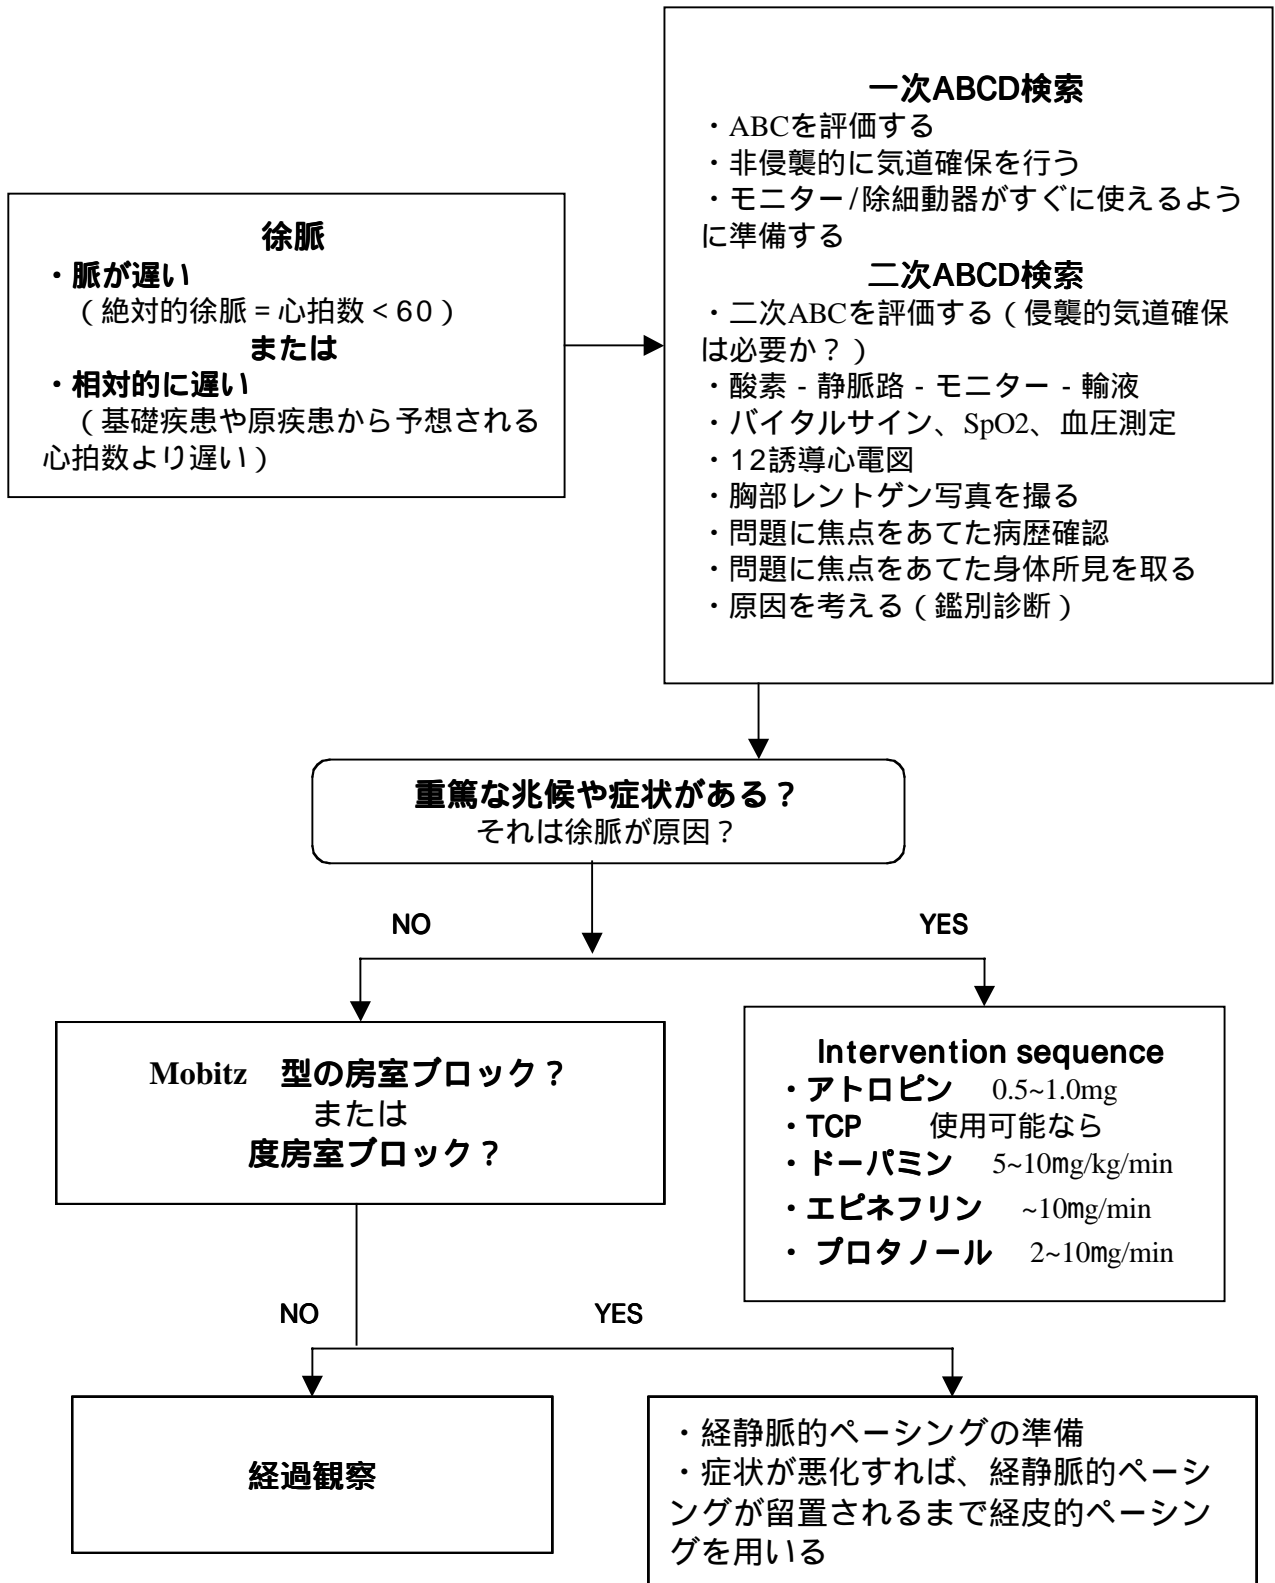 徐脈
・脈が遅い
（絶対的徐脈＝心拍数＜60）
または
・相対的に遅い
（基礎疾患や原疾患から予想される
心拍数より遅い）
一次ABCD検索
・ABCを評価する
・非侵襲的に気道確保を行う
・モニター/除細動器がすぐに使えるよう
に準備する
二次ABCD検索
・二次ABCを評価する（侵襲的気道確保
は必要か？）
・酸素‐静脈路‐モニター‐輸液
・バイタルサイン、SpO2、血圧測定
・12誘導心電図
・胸部レントゲン写真を撮る
・問題に焦点をあてた病歴確認
・問題に焦点をあてた身体所見を取る
・原因を考える（鑑別診断）
重篤な兆候や症状がある？
それは徐脈が原因？
NO YES
Mobitz　型の房室ブロック？
または
度房室ブロック？
Intervention sequence
・アトロピン　0.5~1.0mg
・TCP　使用可能なら
・ドーパミン　5~10mg/kg/min
・エピネフリン　~10mg/min
・プロタノール　2~10mg/min
NO YES
経過観察
・経静脈的ペーシングの準備
・症状が悪化すれば、経静脈的ペーシ
ングが留置されるまで経皮的ペーシン
グを用いる